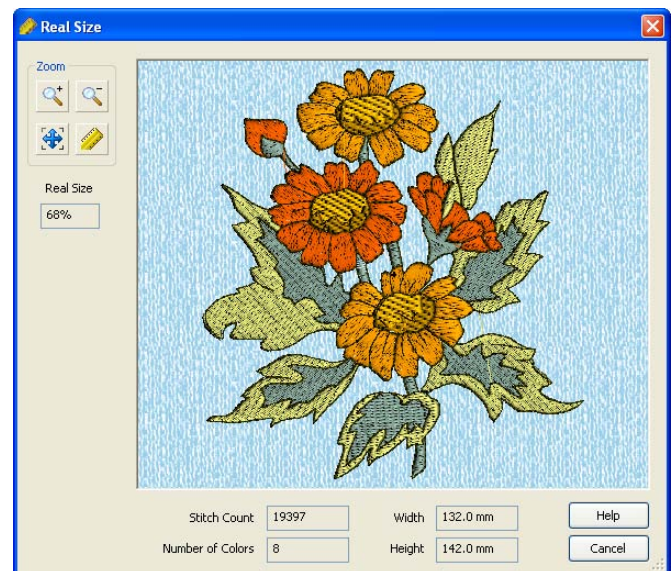 Real Size
Zoom
Real Size
68%
Stitch Count 19397 Width 132.0 mm Help
Number of Colors 8 Height 142.0 mm Cancel